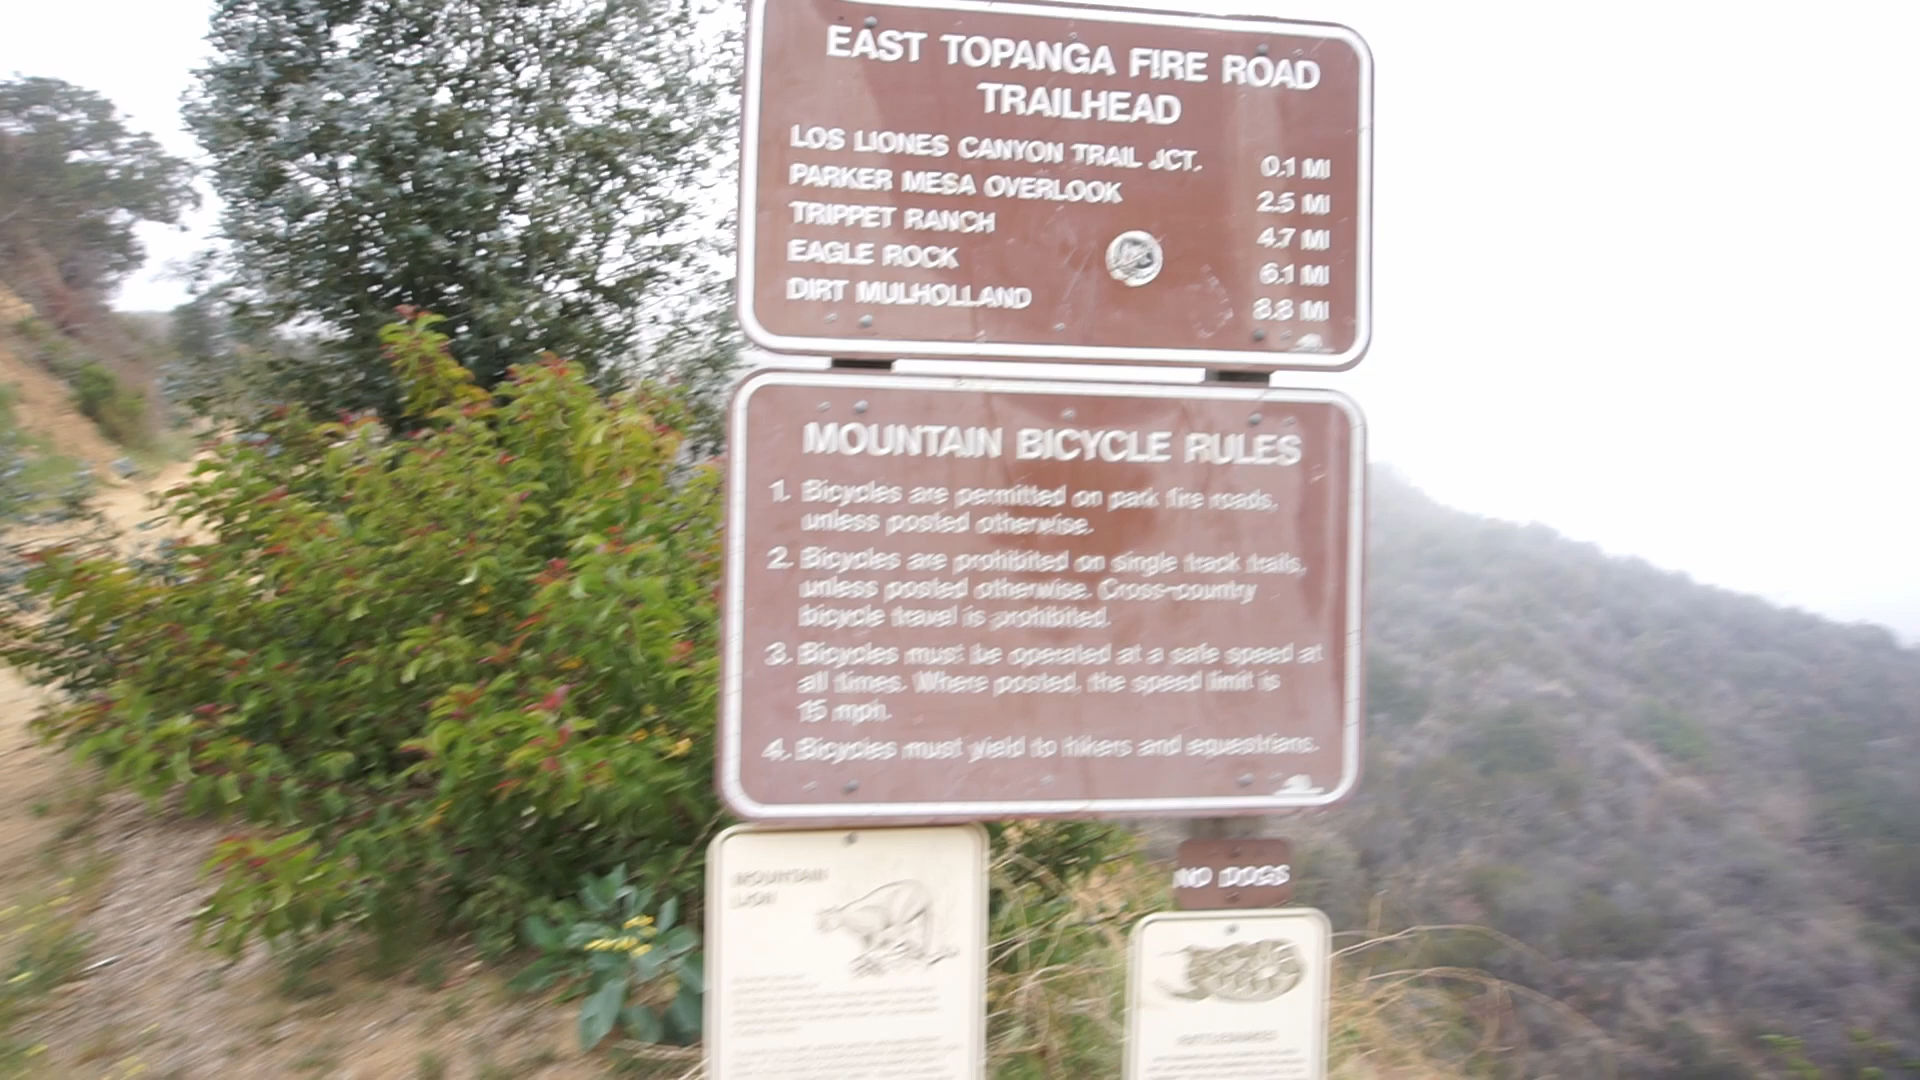 EAST TOPANGA FIRE ROAD
TRAILHEAD
LOS LIONES CANYON TRAIL JCT. 0.1 MI
PARKER MESA OVERLOOK 2.5 MI
TRIPPET RANCH 4.7 MI
EAGLE ROCK 6.1 MI
DIRT MULHOLLAND 8.8 MI
MOUNTAIN BICYCLE RULES
1. Bicycles are permitted on park fire roads,
unless posted otherwise.
2. Bicycles are prohibited on single track trails,
unless posted otherwise. Cross-country
bicycle travel is prohibited.
3. Bicycles must be operated at a safe speed at
all times. Where posted, the speed limit is
15 mph.
4. Bicycles must yield to hikers and equestrians.
MOUNTAIN
LION
NO DOGS
RATTLESNAKES